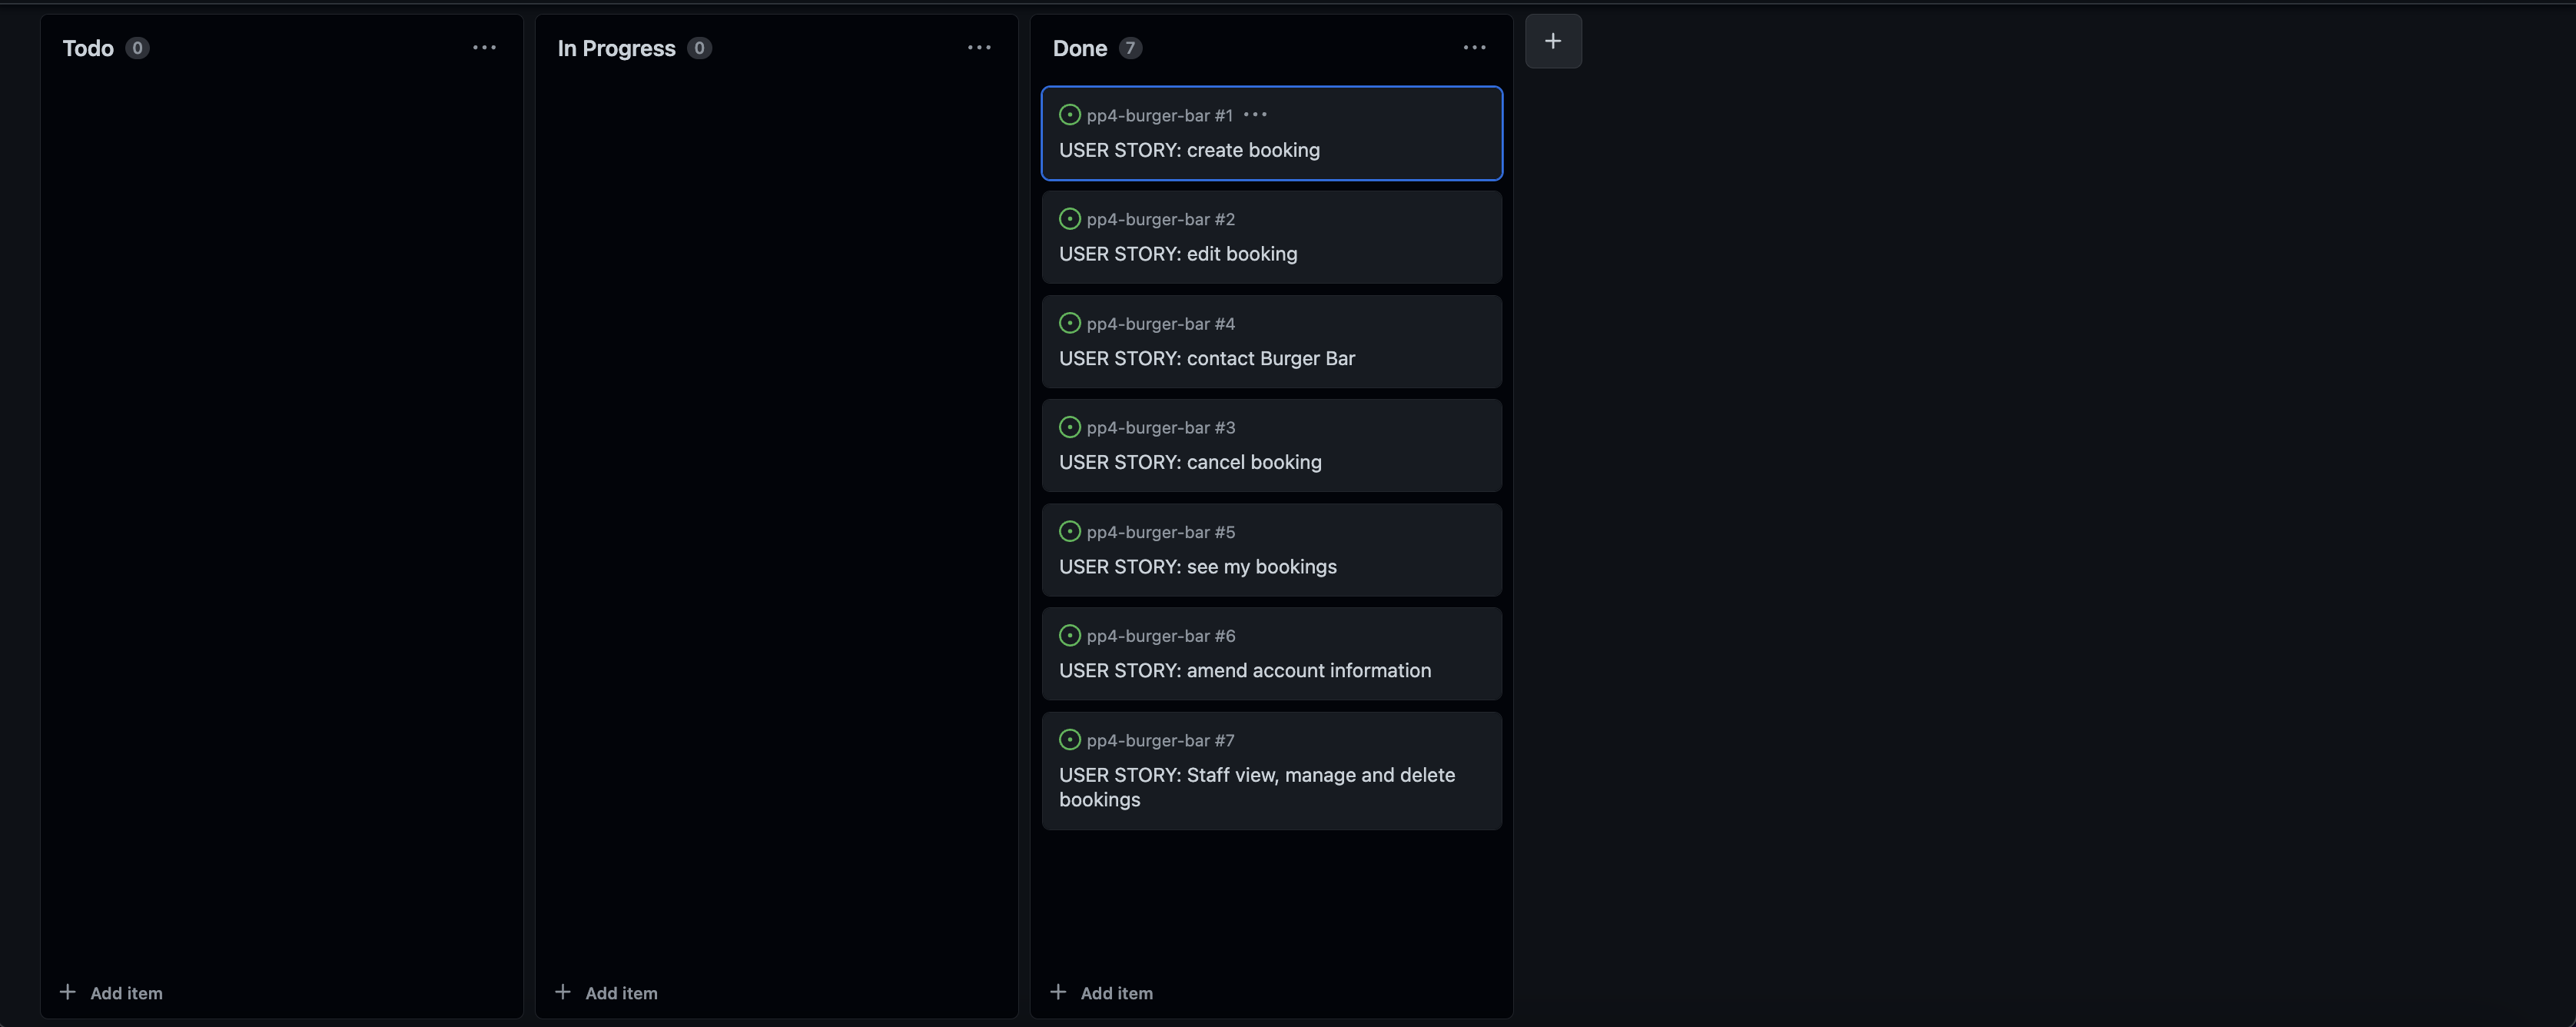 Todo 0
In Progress 0
Done 7
pp4-burger-bar #1
USER STORY: create booking
pp4-burger-bar #2
USER STORY: edit booking
pp4-burger-bar #4
USER STORY: contact Burger Bar
pp4-burger-bar #3
USER STORY: cancel booking
pp4-burger-bar #5
USER STORY: see my bookings
pp4-burger-bar #6
USER STORY: amend account information
pp4-burger-bar #7
USER STORY: Staff view, manage and delete
bookings
+ Add item
+ Add item
+ Add item